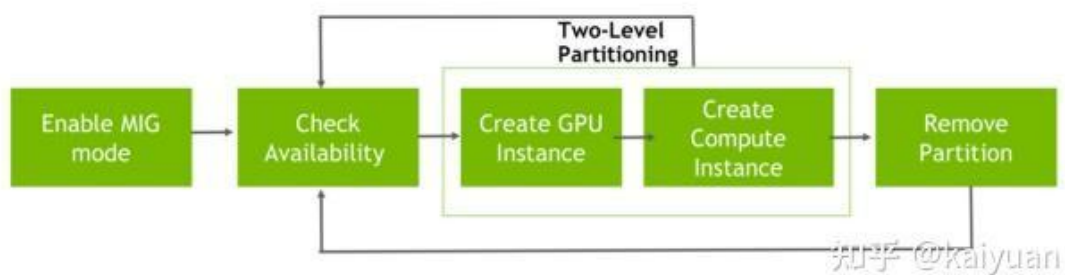 Two-Level
Partitioning
Enable MIG
mode
Check
Availability
Create GPU
Instance
Create
Compute
Instance
Remove
Partition
知乎 @kaiyuan